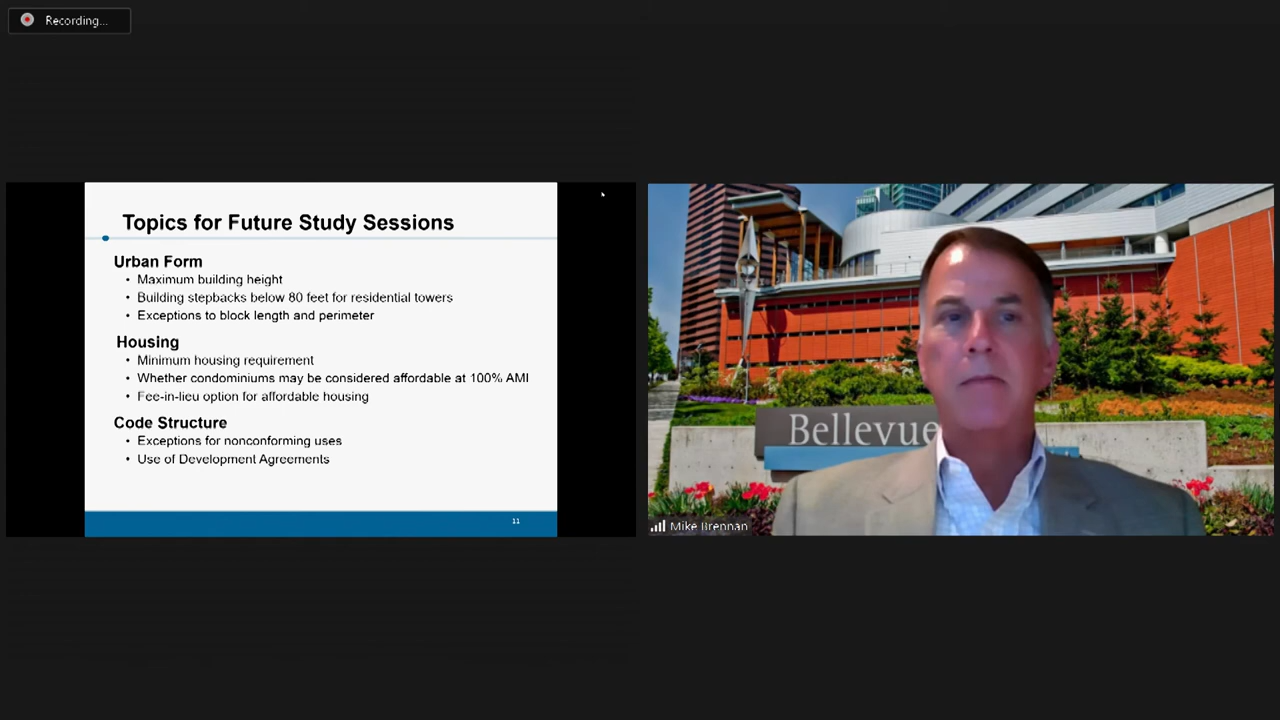 Recording...
Topics for Future Study Sessions
Urban Form
• Maximum building height
• Building stepbacks below 80 feet for residential towers
• Exceptions to block length and perimeter
Housing
• Minimum housing requirement
• Whether condominiums may be considered affordable at 100% AMI
• Fee-in-lieu option for affordable housing
Code Structure
• Exceptions for nonconforming uses
• Use of Development Agreements
11
Bellevue
Mike Brennan